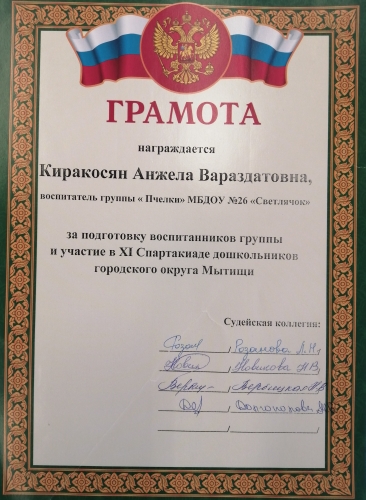 ГРАМОТА
награждается
Киракосян Анжела Вараздатовна,
воспитатель группы « Пчелки» МБДОУ №26 «Светлячок»
за подготовку воспитанников группы
и участие в XI Спартакиаде дошкольников
городского округа Мытищи
Судейская коллегия:
Розанова Л.Н.
Новикова Н.В.